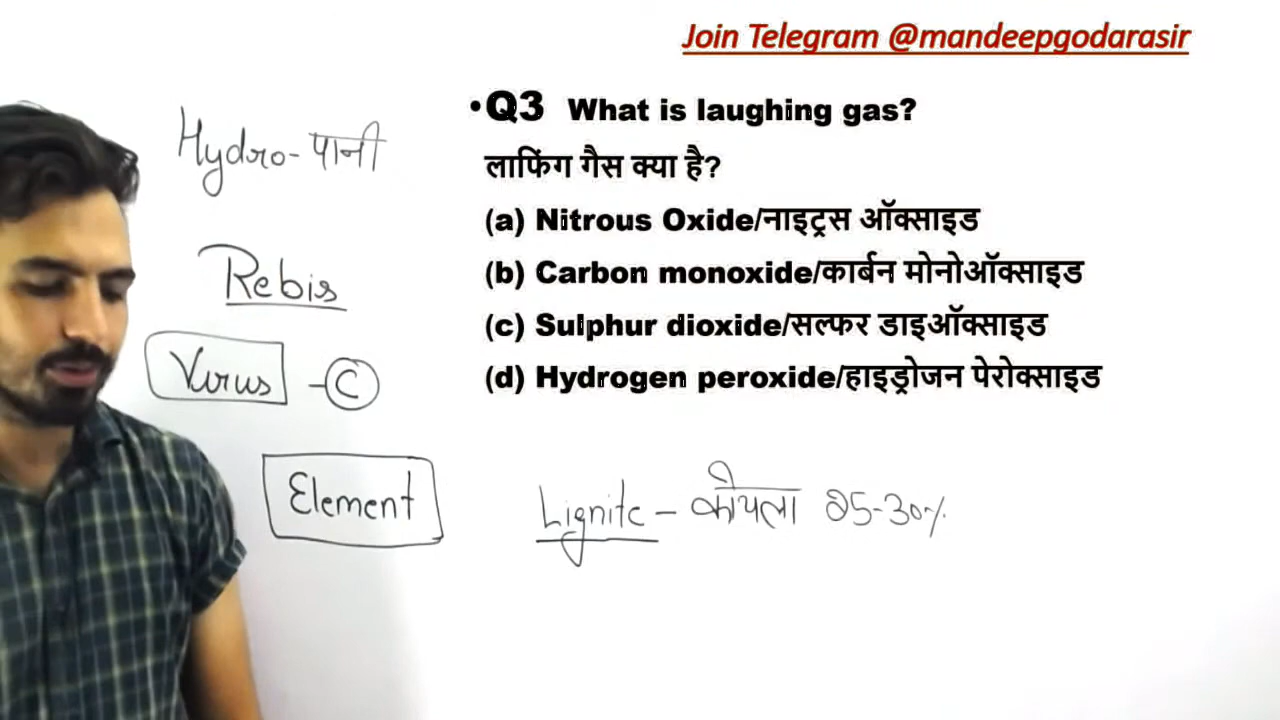 Join Telegram @mandeepgodarasir
•Q3 What is laughing gas?
लाफिंग गैस क्या है?
(a) Nitrous Oxide/नाइट्रस ऑक्साइड
(b) Carbon monoxide/कार्बन मोनोऑक्साइड
(c) Sulphur dioxide/सल्फर डाइऑक्साइड
(d) Hydrogen peroxide/हाइड्रोजन पेरोक्साइड
Hydro-पानी
Rebis
Virus -C
Element
Lignite - कोयला 25-30%